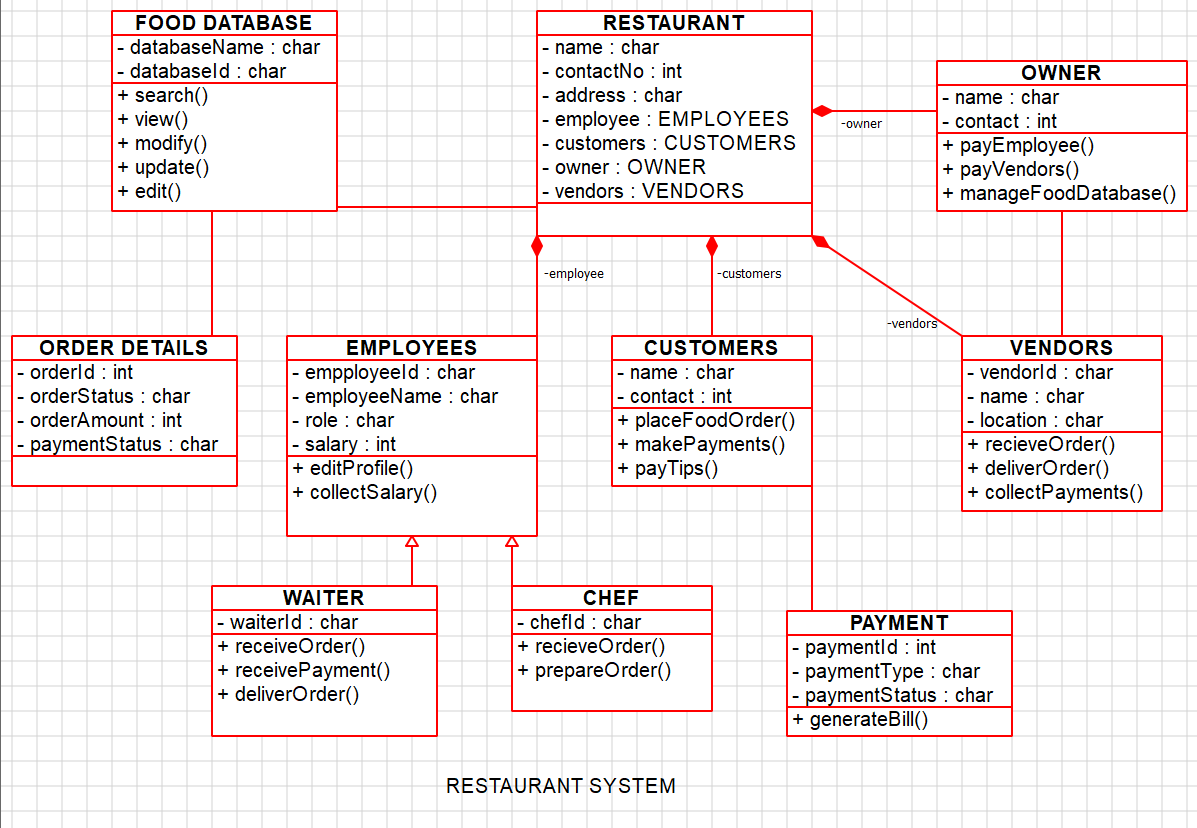 FOOD DATABASE
- databaseName : char
- databaseId : char
+ search()
+ view()
+ modify()
+ update()
+ edit()
RESTAURANT
- name : char
- contactNo : int
- address : char
- employee : EMPLOYEES
- customers : CUSTOMERS
- owner : OWNER
- vendors : VENDORS
-owner
OWNER
- name : char
- contact : int
+ payEmployee()
+ payVendors()
+ manageFoodDatabase()
-employee
-customers
-vendors
ORDER DETAILS
- orderId : int
- orderStatus : char
- orderAmount : int
- paymentStatus : char
EMPLOYEES
- empployeeId : char
- employeeName : char
- role : char
- salary : int
+ editProfile()
+ collectSalary()
CUSTOMERS
- name : char
- contact : int
+ placeFoodOrder()
+ makePayments()
+ payTips()
VENDORS
- vendorId : char
- name : char
- location : char
+ recieveOrder()
+ deliverOrder()
+ collectPayments()
WAITER
- waiterId : char
+ receiveOrder()
+ receivePayment()
+ deliverOrder()
CHEF
- chefId : char
+ recieveOrder()
+ prepareOrder()
PAYMENT
- paymentId : int
- paymentType : char
- paymentStatus : char
+ generateBill()
RESTAURANT SYSTEM